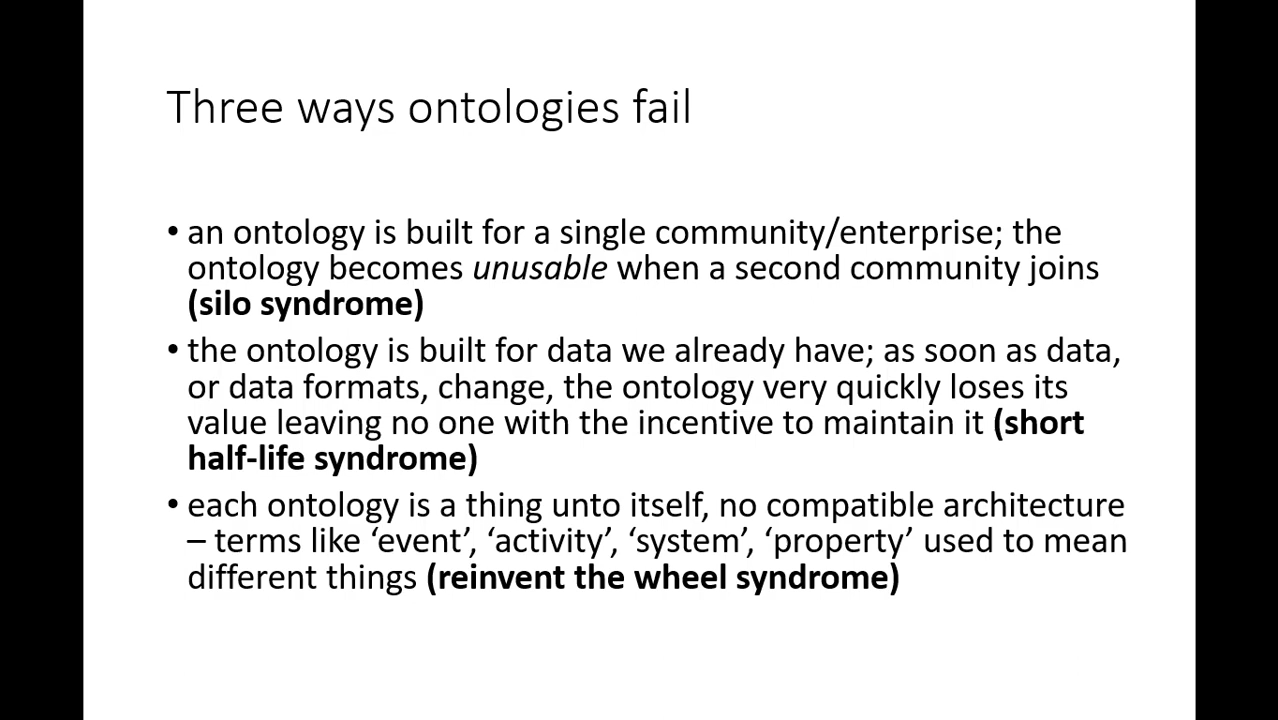 Three ways ontologies fail
• an ontology is built for a single community/enterprise; the
ontology becomes unusable when a second community joins
(silo syndrome)
• the ontology is built for data we already have; as soon as data,
or data formats, change, the ontology very quickly loses its
value leaving no one with the incentive to maintain it (short
half-life syndrome)
• each ontology is a thing unto itself, no compatible architecture
– terms like ‘event’, ‘activity’, ‘system’, ‘property’ used to mean
different things (reinvent the wheel syndrome)